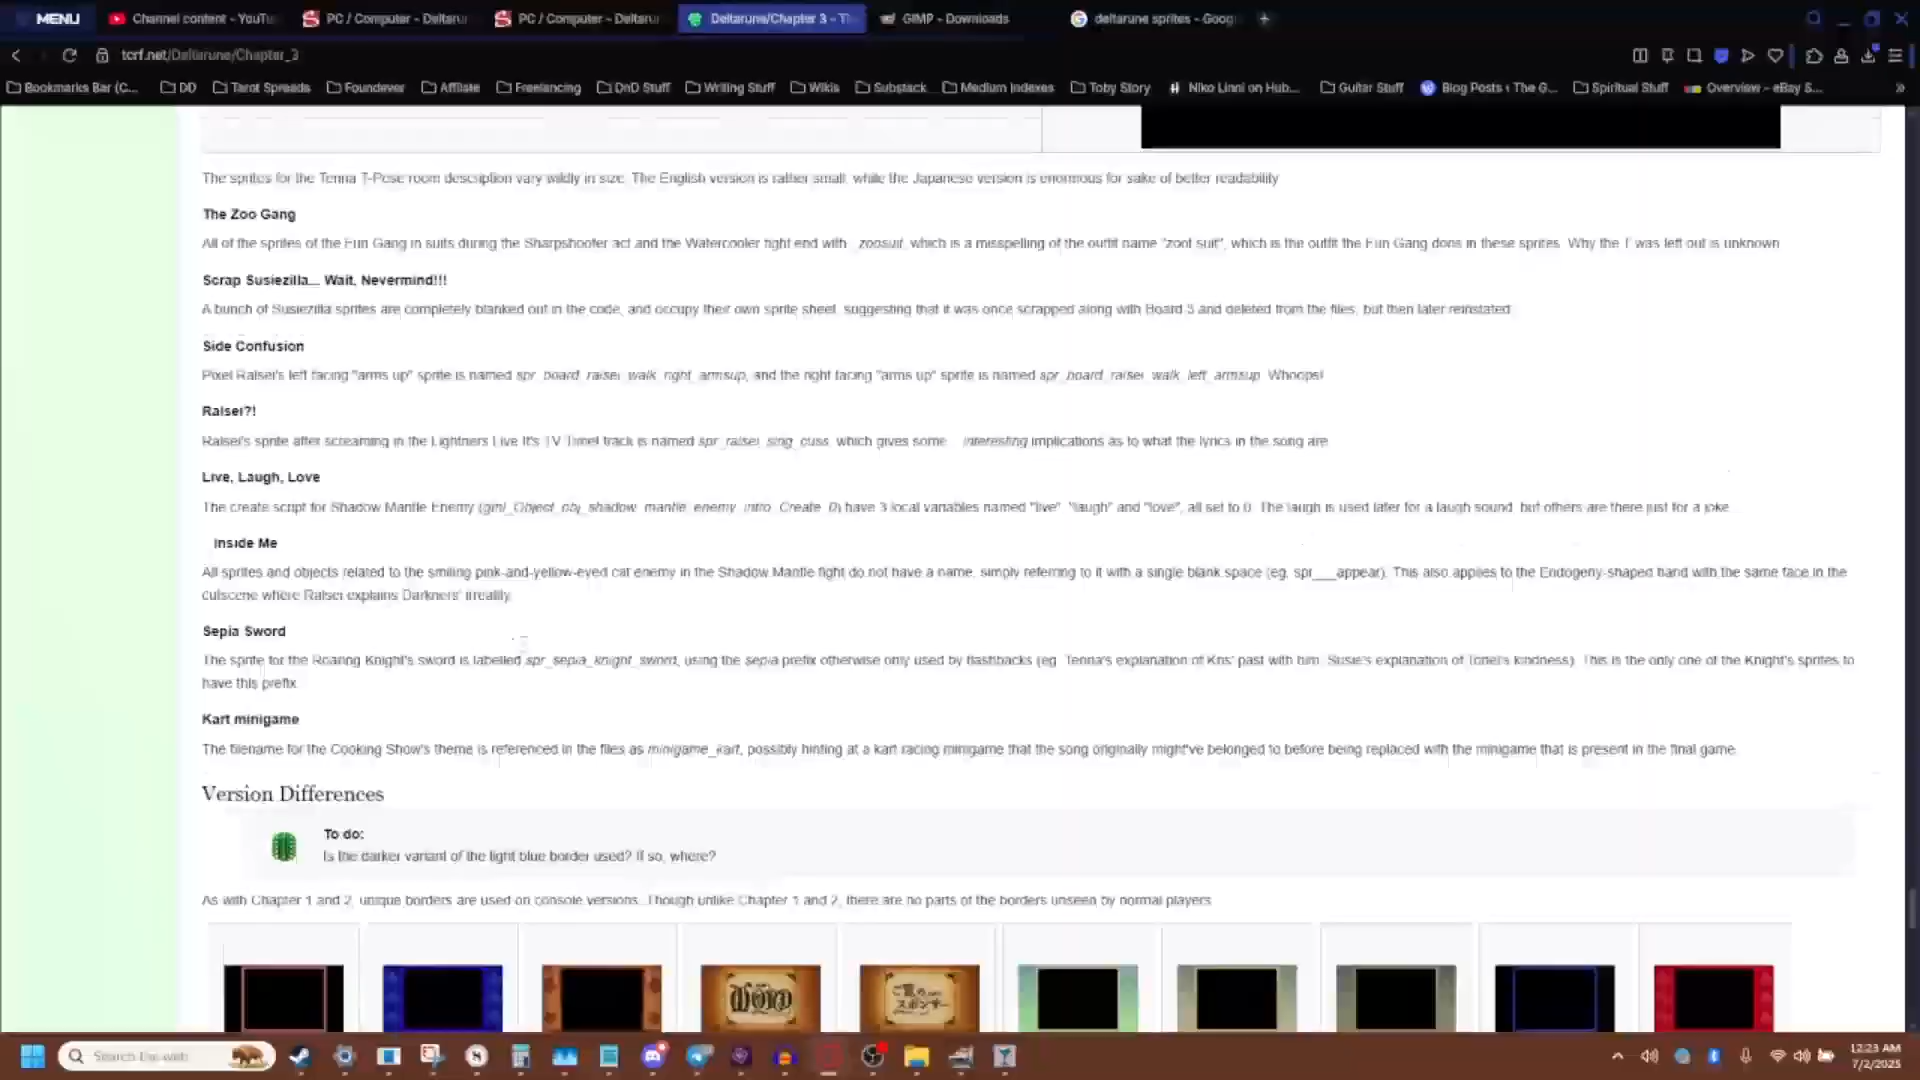 MENU
Channel content - YouTu
PC / Computer - Deltaru
PC / Computer - Deltaru
Deltarune/Chapter 3 - Th
GIMP - Downloads
deltarune sprites - Goog
tcrf.net/Deltarune/Chapter_3
Bookmarks Bar (C... DD Tarot Spreads Foundever Affiliate Freelancing DnD Stuff Writing Stuff Wikis Substack Medium Indexes Toby Story Niko Linni on Hub... Guitar Stuff Blog Posts ‹ The G... Spiritual Stuff Overview - eBay S... »
The sprites for the Tenna T-Pose room description vary wildly in size. The English version is rather small, while the Japanese version is enormous for sake of better readability.
The Zoo Gang
All of the sprites of the Fun Gang in suits during the Sharpshooter act and the Watercooler fight end with _zoosuit, which is a misspelling of the outfit name "zoot suit", which is the outfit the Fun Gang dons in these sprites. Why the T was left out is unknown.
Scrap Susiezilla... Wait, Nevermind!!!
A bunch of Susiezilla sprites are completely blanked out in the code, and occupy their own sprite sheet, suggesting that it was once scrapped along with Board 3 and deleted from the files, but then later reinstated.
Side Confusion
Pixel Ralsei's left facing "arms up" sprite is named spr_board_ralsei_walk_right_armsup, and the right facing "arms up" sprite is named spr_board_ralsei_walk_left_armsup. Whoops!
Ralsei?!
Ralsei's sprite after screaming in the Lightners Live It's TV Time! track is named spr_ralsei_sing_cuss, which gives some... interesting implications as to what the lyrics in the song are.
Live, Laugh, Love
The create script for Shadow Mantle Enemy (gml_Object_obj_shadow_mantle_enemy_intro_Create_0) have 3 local variables named "live", "laugh" and "love", all set to 0. The laugh is used later for a laugh sound, but others are there just for a joke.
Inside Me
All sprites and objects related to the smiling pink-and-yellow-eyed cat enemy in the Shadow Mantle fight do not have a name, simply referring to it with a single blank space (eg. spr___appear). This also applies to the Endogeny-shaped hand with the same face in the
cutscene where Ralsei explains Darkners' irreality.
Sepia Sword
The sprite for the Roaring Knight's sword is labelled spr_sepia_knight_sword, using the sepia prefix otherwise only used by flashbacks (eg. Tenna's explanation of Kris' past with him, Susie's explanation of Toriel's kindness). This is the only one of the Knight's sprites to
have this prefix.
Kart minigame
The filename for the Cooking Show's theme is referenced in the files as minigame_kart, possibly hinting at a kart racing minigame that the song originally might've belonged to before being replaced with the minigame that is present in the final game.
Version Differences
To do:
Is the darker variant of the light blue border used? If so, where?
As with Chapter 1 and 2, unique borders are used on console versions. Though unlike Chapter 1 and 2, there are no parts of the borders unseen by normal players.
Search the web
12:23 AM
7/2/2025